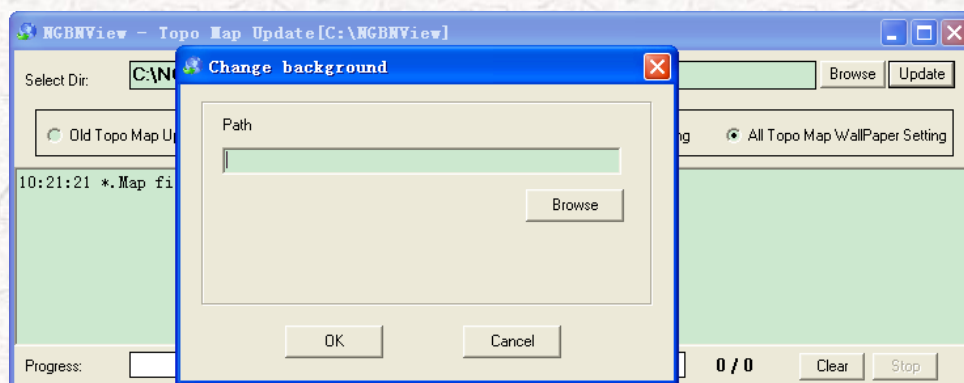 NGBNView - Topo Map Update[C:\NGBNView]
Change background
Select Dir:
C:\NG
Browse
Update
Old Topo Map Up
ng
All Topo Map WallPaper Setting
Path
10:21:21 *.Map fi
Browse
OK
Cancel
Progress:
0 / 0
Clear
Stop